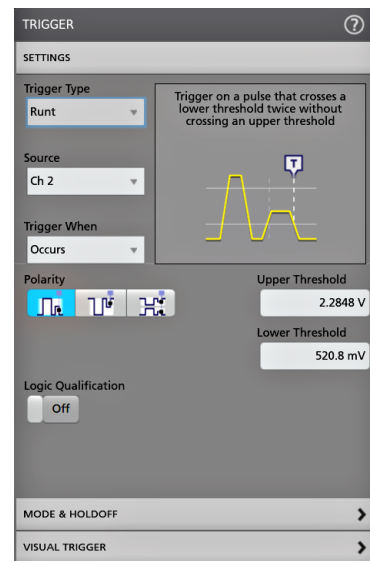 TRIGGER
?
SETTINGS
Trigger Type
Runt
Trigger on a pulse that crosses a
lower threshold twice without
crossing an upper threshold
T
Source
Ch 2
Trigger When
Occurs
Polarity
Upper Threshold
2.2848 V
Lower Threshold
520.8 mV
Logic Qualification
Off
MODE & HOLDOFF
VISUAL TRIGGER